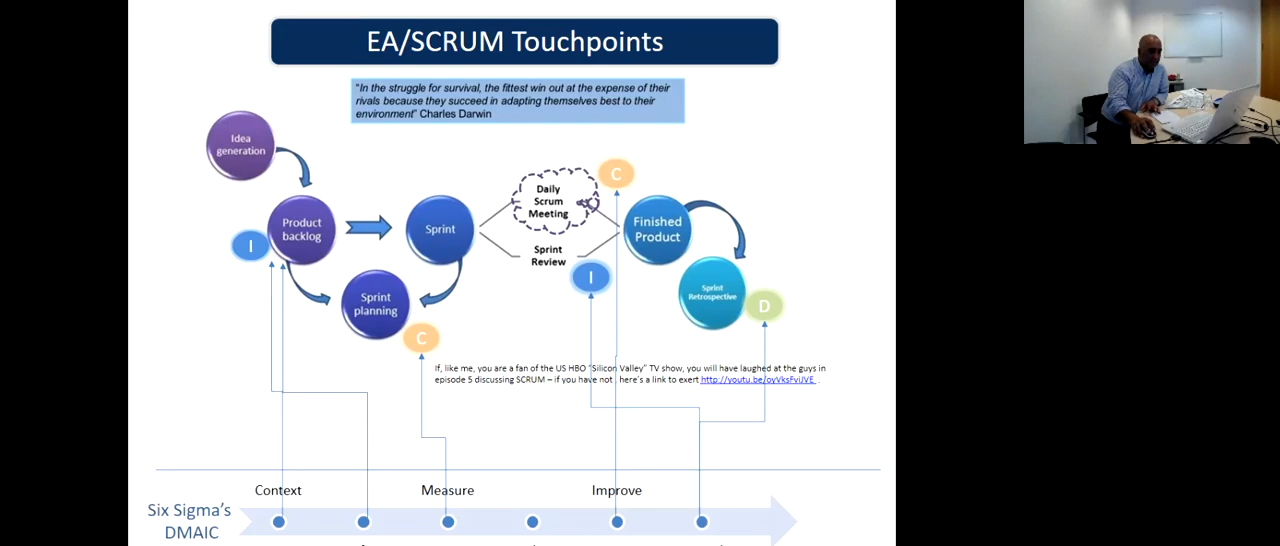 EA/SCRUM Touchpoints
"In the struggle for survival, the fittest win out at the expense of their
rivals because they succeed in adapting themselves best to their
environment" Charles Darwin
Idea
generation
Product
backlog
I
Sprint
Sprint
planning
C
Daily
Scrum
Meeting
C
Sprint
Review
I
Finished
Product
Sprint
Retrospective
D
If, like me, you are a fan of the US HBO "Silicon Valley" TV show, you will have laughed at the guys in
episode 5 discussing SCRUM – if you have not , here's a link to exert http://youtu.be/oyVksFviJVE .
Context
Measure
Improve
Six Sigma's
DMAIC